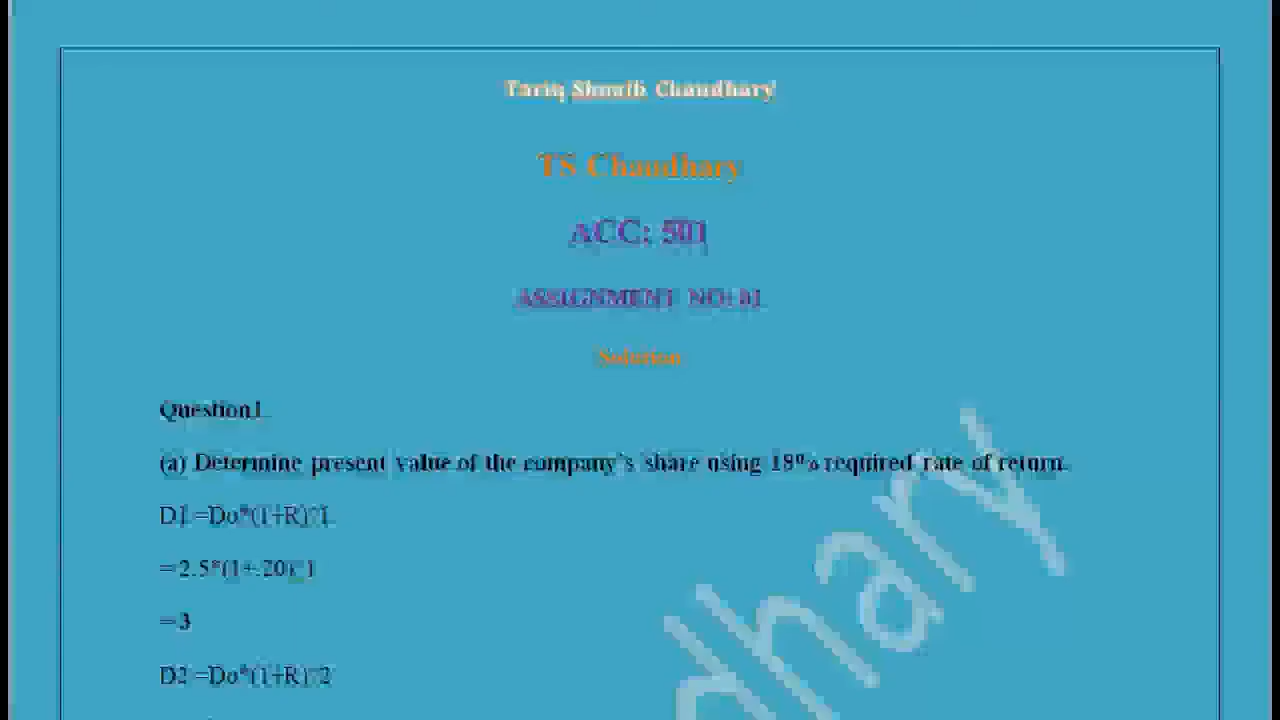 Tariq Shoaib Chaudhary
TS Chaudhary
ACC: 501
ASSIGNMENT NO: 01
Solution
Question1.
(a) Determine present value of the company's share using 18% required rate of return.
D1 =Do*(1+R)^1
=2.5*(1+.20)^1
=3
D2 =Do*(1+R)^2
dhary